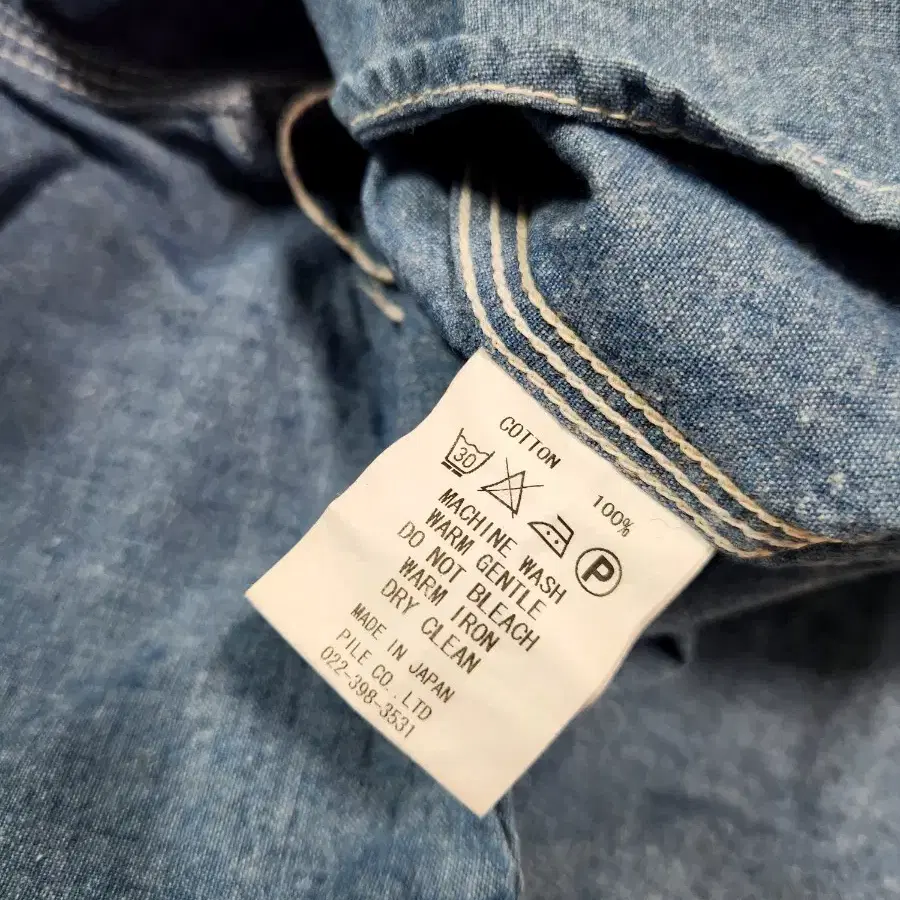 COTTON 100%
30 P
MACHINE WASH
WARM GENTLE
DO NOT BLEACH
WARM IRON
DRY CLEAN
MADE IN JAPAN
PILE CO.,LTD
022-398-3531